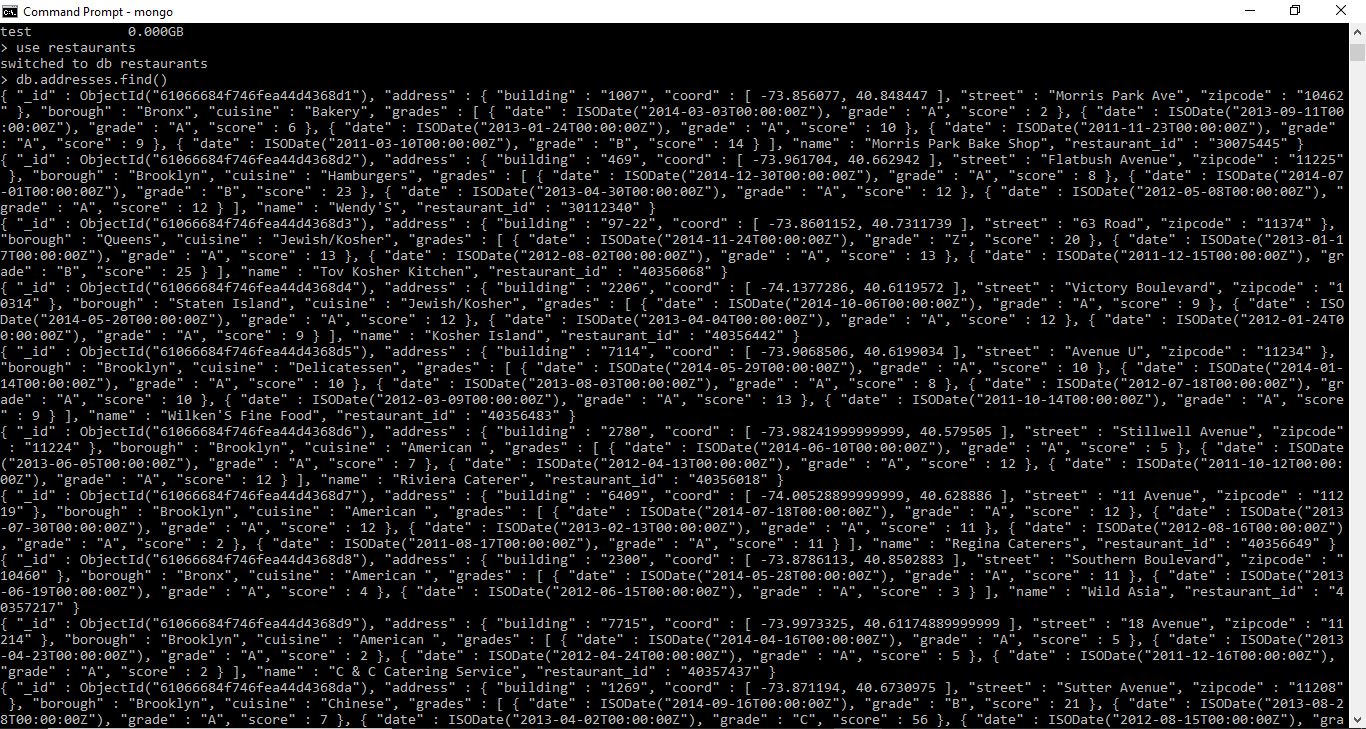 Command Prompt - mongo
test            0.000GB
> use restaurants
switched to db restaurants
> db.addresses.find()
{ "_id" : ObjectId("61066684f746fea44d4368d1"), "address" : { "building" : "1007", "coord" : [ -73.856077, 40.848447 ], "street" : "Morris Park Ave", "zipcode" : "10462
" }, "borough" : "Bronx", "cuisine" : "Bakery", "grades" : [ { "date" : ISODate("2014-03-03T00:00:00Z"), "grade" : "A", "score" : 2 }, { "date" : ISODate("2013-09-11T00
:00:00Z"), "grade" : "A", "score" : 6 }, { "date" : ISODate("2013-01-24T00:00:00Z"), "grade" : "A", "score" : 10 }, { "date" : ISODate("2011-11-23T00:00:00Z"), "grade"
: "A", "score" : 9 }, { "date" : ISODate("2011-03-10T00:00:00Z"), "grade" : "B", "score" : 14 } ], "name" : "Morris Park Bake Shop", "restaurant_id" : "30075445" }
{ "_id" : ObjectId("61066684f746fea44d4368d2"), "address" : { "building" : "469", "coord" : [ -73.961704, 40.662942 ], "street" : "Flatbush Avenue", "zipcode" : "11225"
 }, "borough" : "Brooklyn", "cuisine" : "Hamburgers", "grades" : [ { "date" : ISODate("2014-12-30T00:00:00Z"), "grade" : "A", "score" : 8 }, { "date" : ISODate("2014-07
-01T00:00:00Z"), "grade" : "B", "score" : 23 }, { "date" : ISODate("2013-04-30T00:00:00Z"), "grade" : "A", "score" : 12 }, { "date" : ISODate("2012-05-08T00:00:00Z"), "
grade" : "A", "score" : 12 } ], "name" : "Wendy'S", "restaurant_id" : "30112340" }
{ "_id" : ObjectId("61066684f746fea44d4368d3"), "address" : { "building" : "97-22", "coord" : [ -73.8601152, 40.7311739 ], "street" : "63 Road", "zipcode" : "11374" },
"borough" : "Queens", "cuisine" : "Jewish/Kosher", "grades" : [ { "date" : ISODate("2014-11-24T00:00:00Z"), "grade" : "Z", "score" : 20 }, { "date" : ISODate("2013-01-1
7T00:00:00Z"), "grade" : "A", "score" : 13 }, { "date" : ISODate("2012-08-02T00:00:00Z"), "grade" : "A", "score" : 13 }, { "date" : ISODate("2011-12-15T00:00:00Z"), "gr
ade" : "B", "score" : 25 } ], "name" : "Tov Kosher Kitchen", "restaurant_id" : "40356068" }
{ "_id" : ObjectId("61066684f746fea44d4368d4"), "address" : { "building" : "2206", "coord" : [ -74.1377286, 40.6119572 ], "street" : "Victory Boulevard", "zipcode" : "1
0314" }, "borough" : "Staten Island", "cuisine" : "Jewish/Kosher", "grades" : [ { "date" : ISODate("2014-10-06T00:00:00Z"), "grade" : "A", "score" : 9 }, { "date" : ISO
Date("2014-05-20T00:00:00Z"), "grade" : "A", "score" : 12 }, { "date" : ISODate("2013-04-04T00:00:00Z"), "grade" : "A", "score" : 12 }, { "date" : ISODate("2012-01-24T0
0:00:00Z"), "grade" : "A", "score" : 9 } ], "name" : "Kosher Island", "restaurant_id" : "40356442" }
{ "_id" : ObjectId("61066684f746fea44d4368d5"), "address" : { "building" : "7114", "coord" : [ -73.9068506, 40.6199034 ], "street" : "Avenue U", "zipcode" : "11234" },
"borough" : "Brooklyn", "cuisine" : "Delicatessen", "grades" : [ { "date" : ISODate("2014-05-29T00:00:00Z"), "grade" : "A", "score" : 10 }, { "date" : ISODate("2014-01-
14T00:00:00Z"), "grade" : "A", "score" : 10 }, { "date" : ISODate("2013-08-03T00:00:00Z"), "grade" : "A", "score" : 8 }, { "date" : ISODate("2012-07-18T00:00:00Z"), "gr
ade" : "A", "score" : 10 }, { "date" : ISODate("2012-03-09T00:00:00Z"), "grade" : "A", "score" : 13 }, { "date" : ISODate("2011-10-14T00:00:00Z"), "grade" : "A", "score
" : 9 } ], "name" : "Wilken'S Fine Food", "restaurant_id" : "40356483" }
{ "_id" : ObjectId("61066684f746fea44d4368d6"), "address" : { "building" : "2780", "coord" : [ -73.98241999999999, 40.579505 ], "street" : "Stillwell Avenue", "zipcode"
 : "11224" }, "borough" : "Brooklyn", "cuisine" : "American ", "grades" : [ { "date" : ISODate("2014-06-10T00:00:00Z"), "grade" : "A", "score" : 5 }, { "date" : ISODate
("2013-06-05T00:00:00Z"), "grade" : "A", "score" : 7 }, { "date" : ISODate("2012-04-13T00:00:00Z"), "grade" : "A", "score" : 12 }, { "date" : ISODate("2011-10-12T00:00:
00Z"), "grade" : "A", "score" : 12 } ], "name" : "Riviera Caterer", "restaurant_id" : "40356018" }
{ "_id" : ObjectId("61066684f746fea44d4368d7"), "address" : { "building" : "6409", "coord" : [ -74.00528899999999, 40.628886 ], "street" : "11 Avenue", "zipcode" : "112
19" }, "borough" : "Brooklyn", "cuisine" : "American ", "grades" : [ { "date" : ISODate("2014-07-18T00:00:00Z"), "grade" : "A", "score" : 12 }, { "date" : ISODate("2013
-07-30T00:00:00Z"), "grade" : "A", "score" : 12 }, { "date" : ISODate("2013-02-13T00:00:00Z"), "grade" : "A", "score" : 11 }, { "date" : ISODate("2012-08-16T00:00:00Z")
, "grade" : "A", "score" : 2 }, { "date" : ISODate("2011-08-17T00:00:00Z"), "grade" : "A", "score" : 11 } ], "name" : "Regina Caterers", "restaurant_id" : "40356649" }
{ "_id" : ObjectId("61066684f746fea44d4368d8"), "address" : { "building" : "2300", "coord" : [ -73.8786113, 40.8502883 ], "street" : "Southern Boulevard", "zipcode" : "
10460" }, "borough" : "Bronx", "cuisine" : "American ", "grades" : [ { "date" : ISODate("2014-05-28T00:00:00Z"), "grade" : "A", "score" : 11 }, { "date" : ISODate("2013
-06-19T00:00:00Z"), "grade" : "A", "score" : 4 }, { "date" : ISODate("2012-06-15T00:00:00Z"), "grade" : "A", "score" : 3 } ], "name" : "Wild Asia", "restaurant_id" : "4
0357217" }
{ "_id" : ObjectId("61066684f746fea44d4368d9"), "address" : { "building" : "7715", "coord" : [ -73.9973325, 40.61174889999999 ], "street" : "18 Avenue", "zipcode" : "11
214" }, "borough" : "Brooklyn", "cuisine" : "American ", "grades" : [ { "date" : ISODate("2014-04-16T00:00:00Z"), "grade" : "A", "score" : 5 }, { "date" : ISODate("2013
-04-23T00:00:00Z"), "grade" : "A", "score" : 2 }, { "date" : ISODate("2012-04-24T00:00:00Z"), "grade" : "A", "score" : 5 }, { "date" : ISODate("2011-12-16T00:00:00Z"),
"grade" : "A", "score" : 2 } ], "name" : "C & C Catering Service", "restaurant_id" : "40357437" }
{ "_id" : ObjectId("61066684f746fea44d4368da"), "address" : { "building" : "1269", "coord" : [ -73.871194, 40.6730975 ], "street" : "Sutter Avenue", "zipcode" : "11208"
 }, "borough" : "Brooklyn", "cuisine" : "Chinese", "grades" : [ { "date" : ISODate("2014-09-16T00:00:00Z"), "grade" : "B", "score" : 21 }, { "date" : ISODate("2013-08-2
8T00:00:00Z"), "grade" : "A", "score" : 7 }, { "date" : ISODate("2013-04-02T00:00:00Z"), "grade" : "C", "score" : 56 }, { "date" : ISODate("2012-08-15T00:00:00Z"), "gra